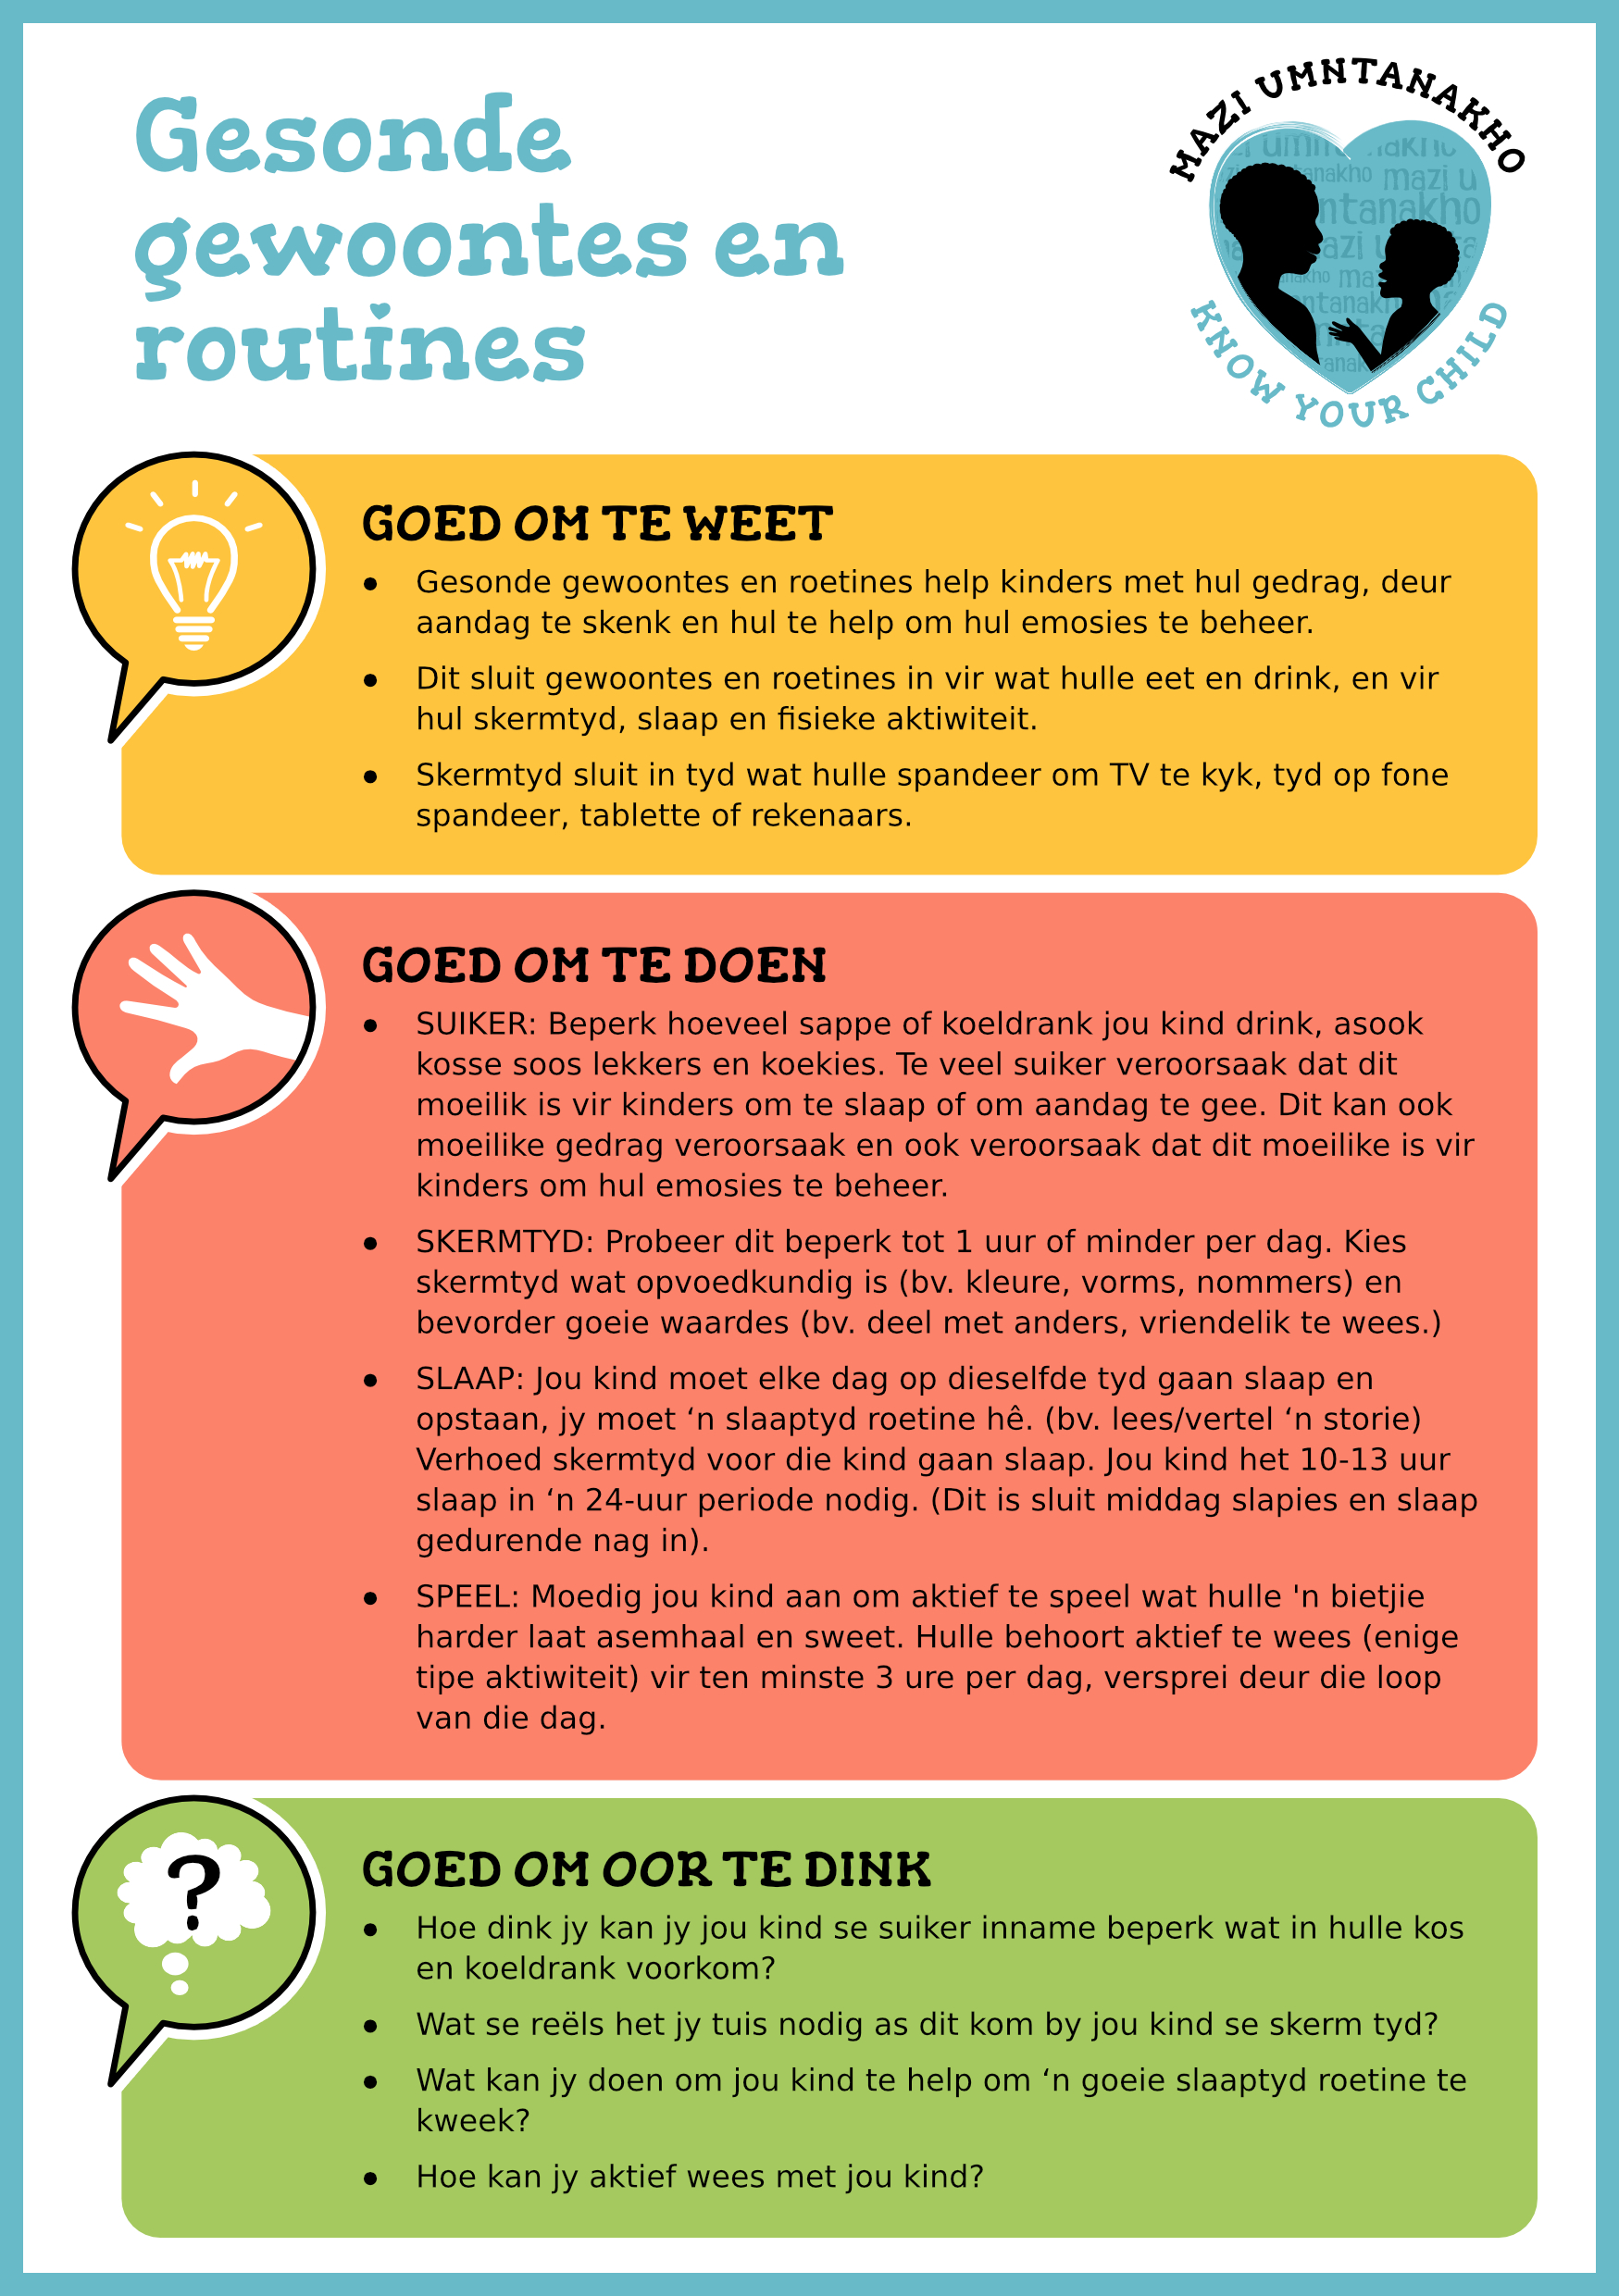 Gesonde
gewoontes en
routines
MAZI UMNTANAKHO
KNOW YOUR CHILD
GOED OM TE WEET
● Gesonde gewoontes en roetines help kinders met hul gedrag, deur
aandag te skenk en hul te help om hul emosies te beheer.
● Dit sluit gewoontes en roetines in vir wat hulle eet en drink, en vir
hul skermtyd, slaap en fisieke aktiwiteit.
● Skermtyd sluit in tyd wat hulle spandeer om TV te kyk, tyd op fone
spandeer, tablette of rekenaars.
GOED OM TE DOEN
● SUIKER: Beperk hoeveel sappe of koeldrank jou kind drink, asook
kosse soos lekkers en koekies. Te veel suiker veroorsaak dat dit
moeilik is vir kinders om te slaap of om aandag te gee. Dit kan ook
moeilike gedrag veroorsaak en ook veroorsaak dat dit moeilike is vir
kinders om hul emosies te beheer.
● SKERMTYD: Probeer dit beperk tot 1 uur of minder per dag. Kies
skermtyd wat opvoedkundig is (bv. kleure, vorms, nommers) en
bevorder goeie waardes (bv. deel met anders, vriendelik te wees.)
● SLAAP: Jou kind moet elke dag op dieselfde tyd gaan slaap en
opstaan, jy moet ‘n slaaptyd roetine hê. (bv. lees/vertel ‘n storie)
Verhoed skermtyd voor die kind gaan slaap. Jou kind het 10-13 uur
slaap in ‘n 24-uur periode nodig. (Dit is sluit middag slapies en slaap
gedurende nag in).
● SPEEL: Moedig jou kind aan om aktief te speel wat hulle 'n bietjie
harder laat asemhaal en sweet. Hulle behoort aktief te wees (enige
tipe aktiwiteit) vir ten minste 3 ure per dag, versprei deur die loop
van die dag.
?
GOED OM OOR TE DINK
● Hoe dink jy kan jy jou kind se suiker inname beperk wat in hulle kos
en koeldrank voorkom?
● Wat se reëls het jy tuis nodig as dit kom by jou kind se skerm tyd?
● Wat kan jy doen om jou kind te help om ‘n goeie slaaptyd roetine te
kweek?
● Hoe kan jy aktief wees met jou kind?